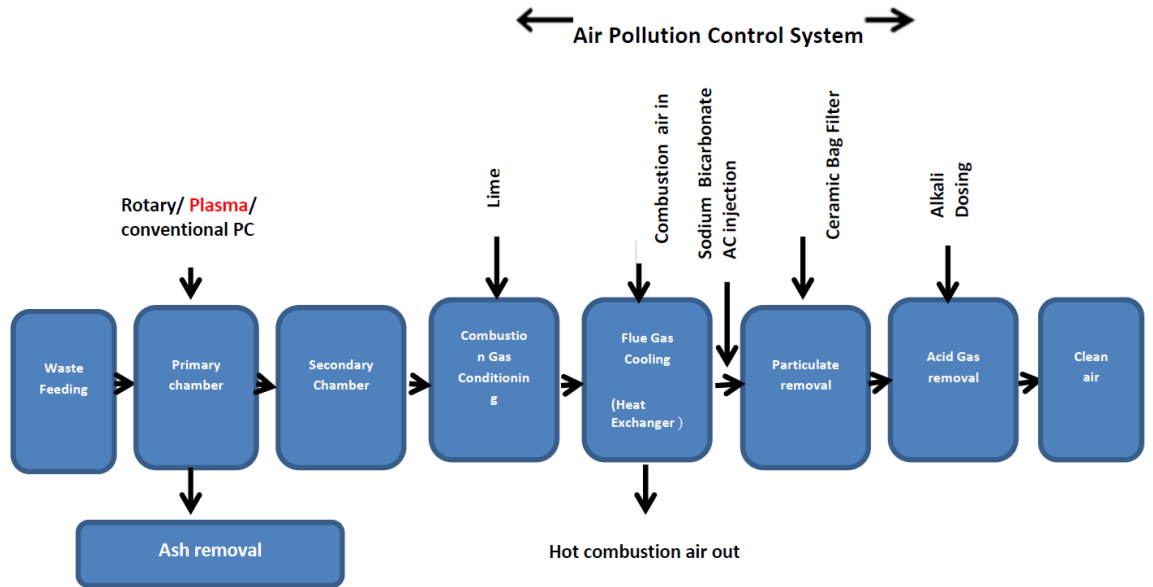 Air Pollution Control System
Rotary/ Plasma/
conventional PC
Lime
Combustion air in
Sodium Bicarbonate
AC injection
Ceramic Bag Filter
Alkali
Dosing
Waste
Feeding
Primary
chamber
Secondary
Chamber
Combustio
n Gas
Conditionin
g
Flue Gas
Cooling
(Heat
Exchanger )
Particulate
removal
Acid Gas
removal
Clean
air
Ash removal
Hot combustion air out